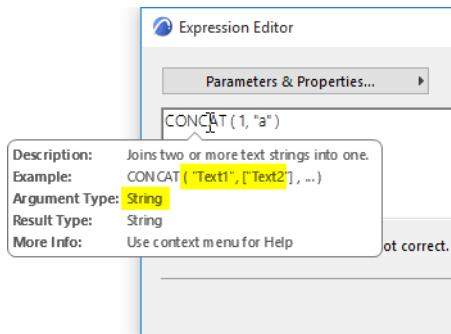 Expression Editor
Parameters & Properties...
CONCAT ( 1, "a" )
Description: Joins two or more text strings into one.
Example: CONCAT ( "Text1", ["Text2"] , ... )
Argument Type: String
Result Type: String
More Info: Use context menu for Help
ot correct.